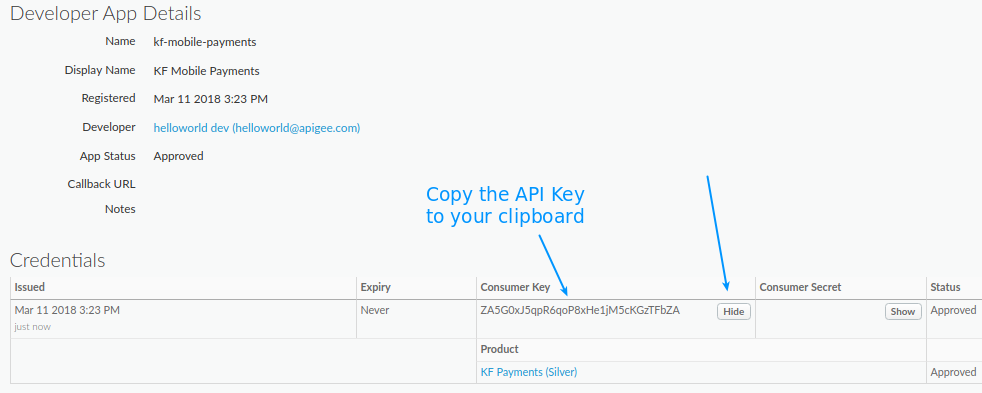 Developer App Details
Name kf-mobile-payments
Display Name KF Mobile Payments
Registered Mar 11 2018 3:23 PM
Developer helloworld dev (helloworld@apigee.com)
App Status Approved
Callback URL
Notes
Copy the API Key
to your clipboard
Credentials
Issued Expiry Consumer Key Consumer Secret Status
Mar 11 2018 3:23 PM Never ZA5G0xJ5qpR6qoP8xHe1jM5cKGzTFbZA Hide Show Approved
just now
Product
KF Payments (Silver) Approved